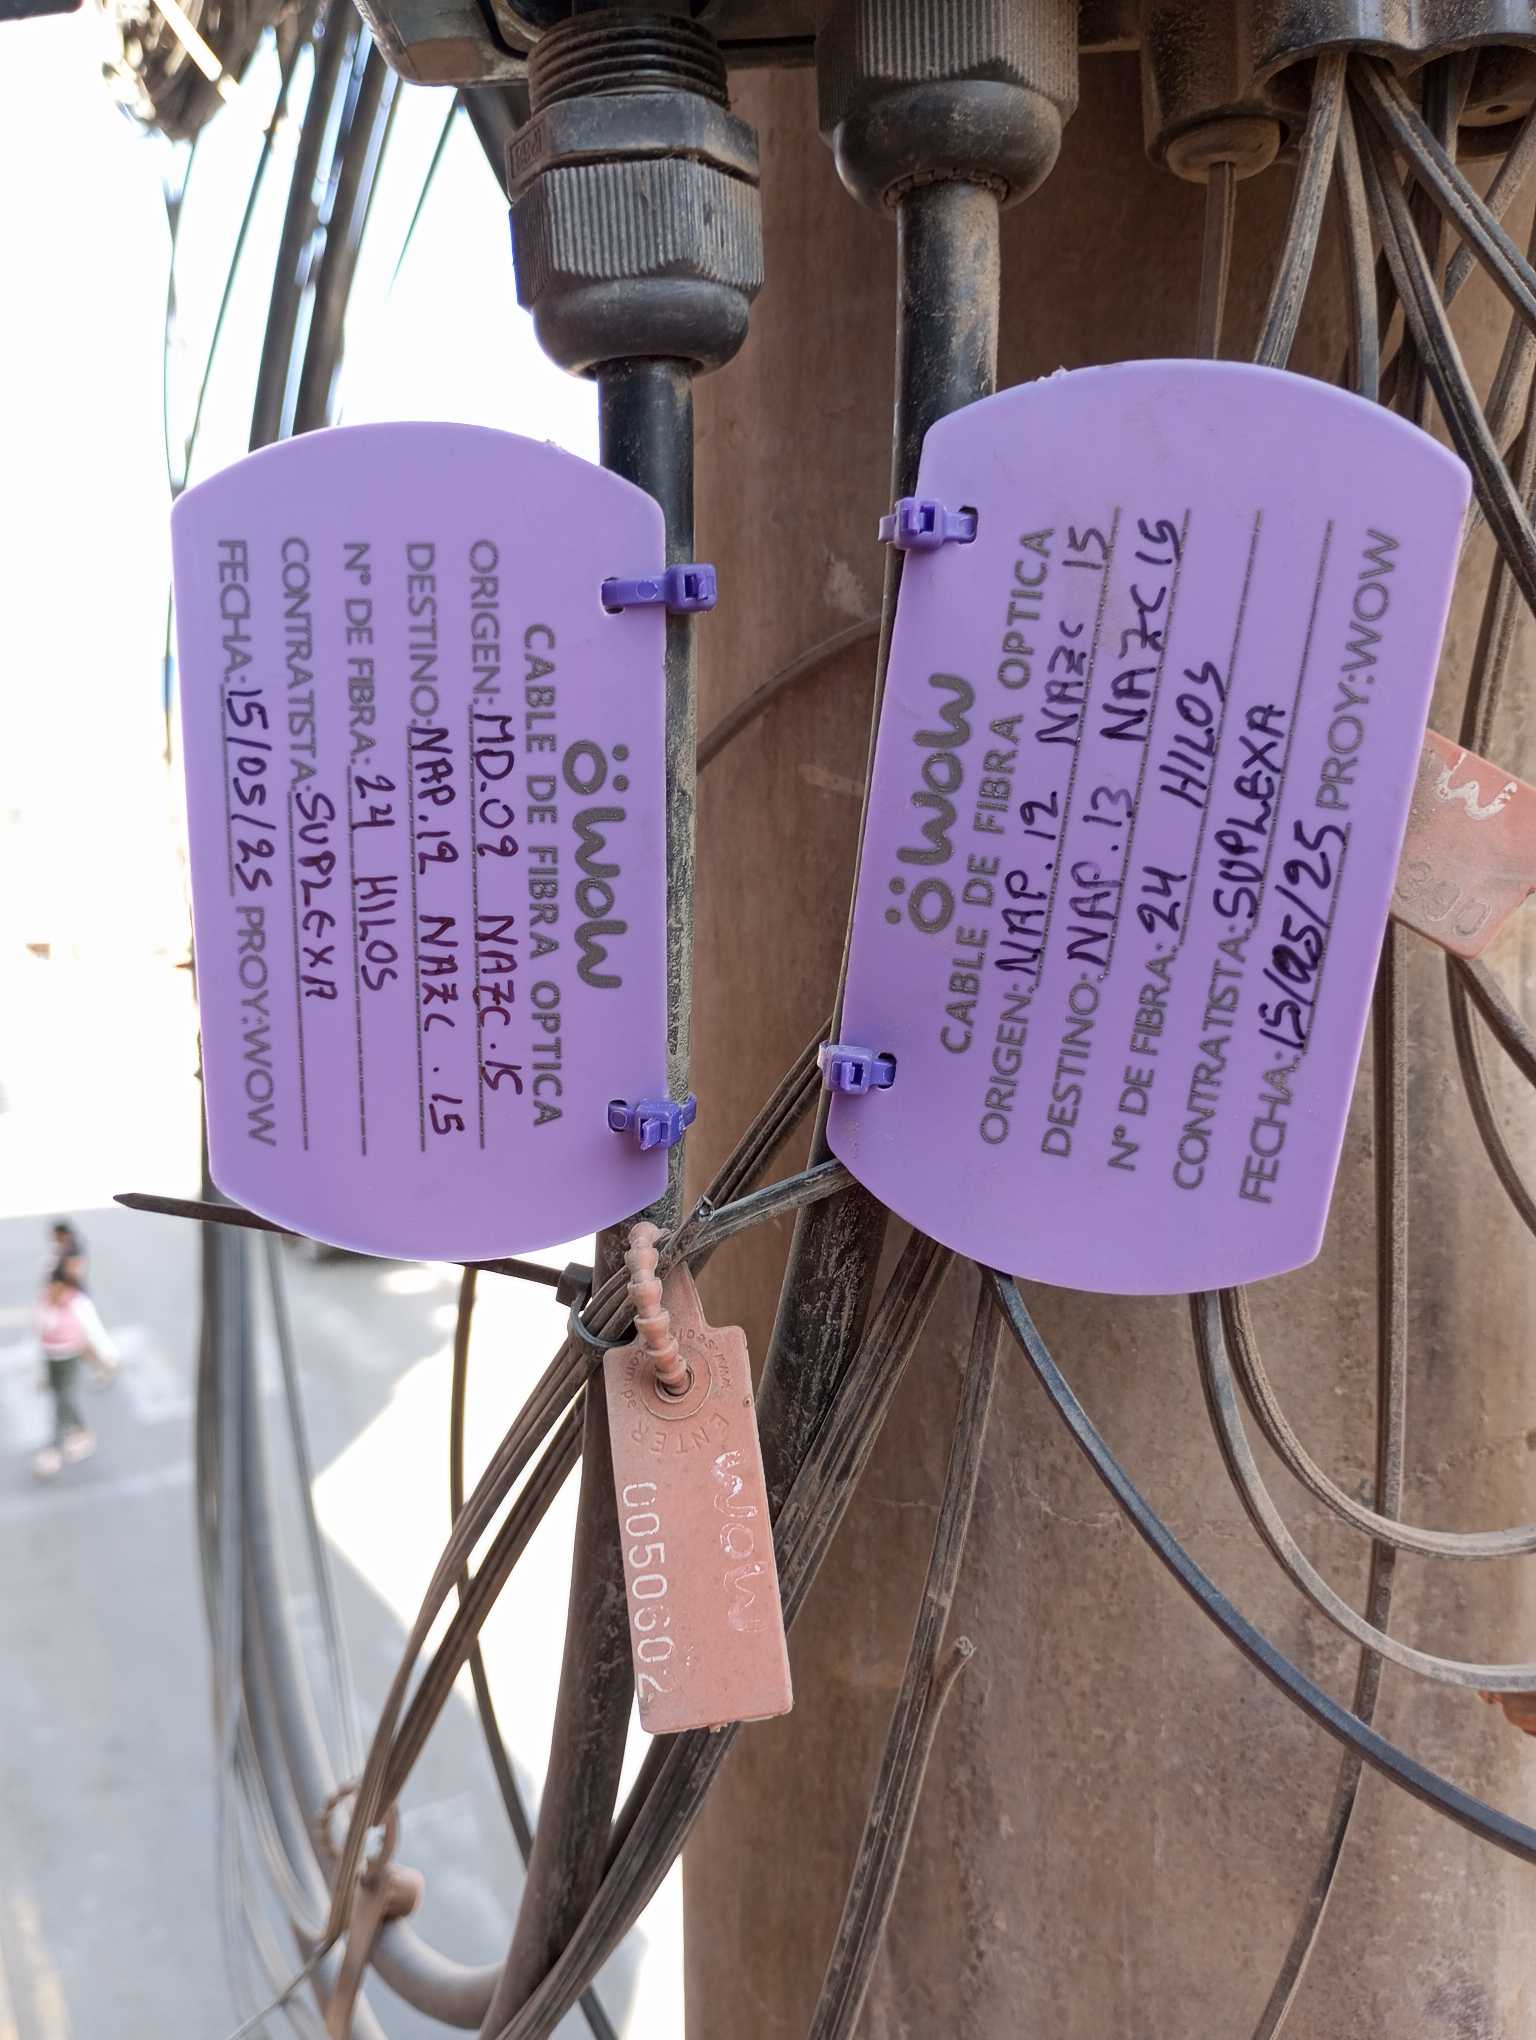 wow
CABLE DE FIBRA OPTICA
ORIGEN: MD.02 NAZC.15
DESTINO: NAP.12 NAZC.15
N° DE FIBRA: 24 HILOS
CONTRATISTA: SUPLEXA
FECHA: 15/05/25 PROY:WOW
wow
CABLE DE FIBRA OPTICA
ORIGEN: NAP.12 NAZC 15
DESTINO: NAP.13 NAZC 15
N° DE FIBRA: 24 HILOS
CONTRATISTA: SUPLEXA
FECHA: 15/05/25 PROY:WOW
wow
0050602